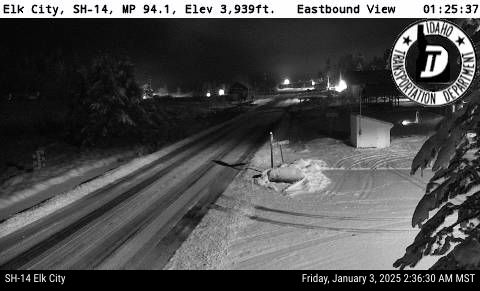 Elk City, SH-14, MP 94.1, Elev 3,939ft. Eastbound View 01:25:37
IDAHO
TRANSPORTATION DEPARTMENT
SH-14 Elk City Friday, January 3, 2025 2:36:30 AM MST